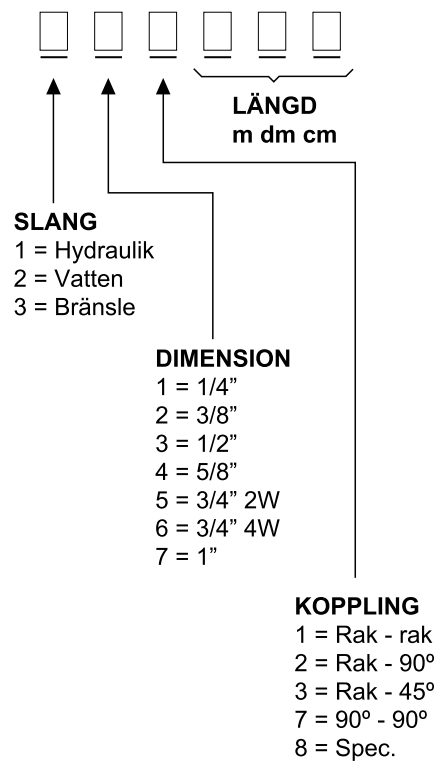 LÄNGD
m dm cm
SLANG
1 = Hydraulik
2 = Vatten
3 = Bränsle
DIMENSION
1 = 1/4”
2 = 3/8”
3 = 1/2”
4 = 5/8”
5 = 3/4” 2W
6 = 3/4” 4W
7 = 1”
KOPPLING
1 = Rak - rak
2 = Rak - 90º
3 = Rak - 45º
7 = 90º - 90º
8 = Spec.